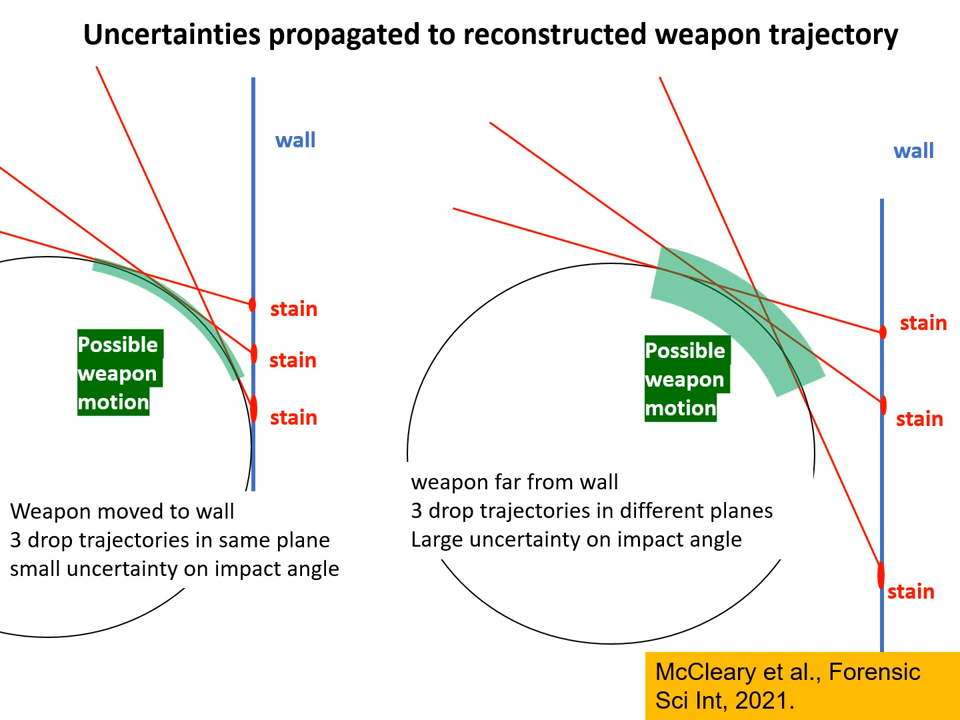 Uncertainties propagated to reconstructed weapon trajectory
wall
stain
stain
stain
Possible
weapon
motion
Weapon moved to wall
3 drop trajectories in same plane
small uncertainty on impact angle
wall
stain
stain
stain
Possible
weapon
motion
weapon far from wall
3 drop trajectories in different planes
Large uncertainty on impact angle
McCleary et al., Forensic
Sci Int, 2021.